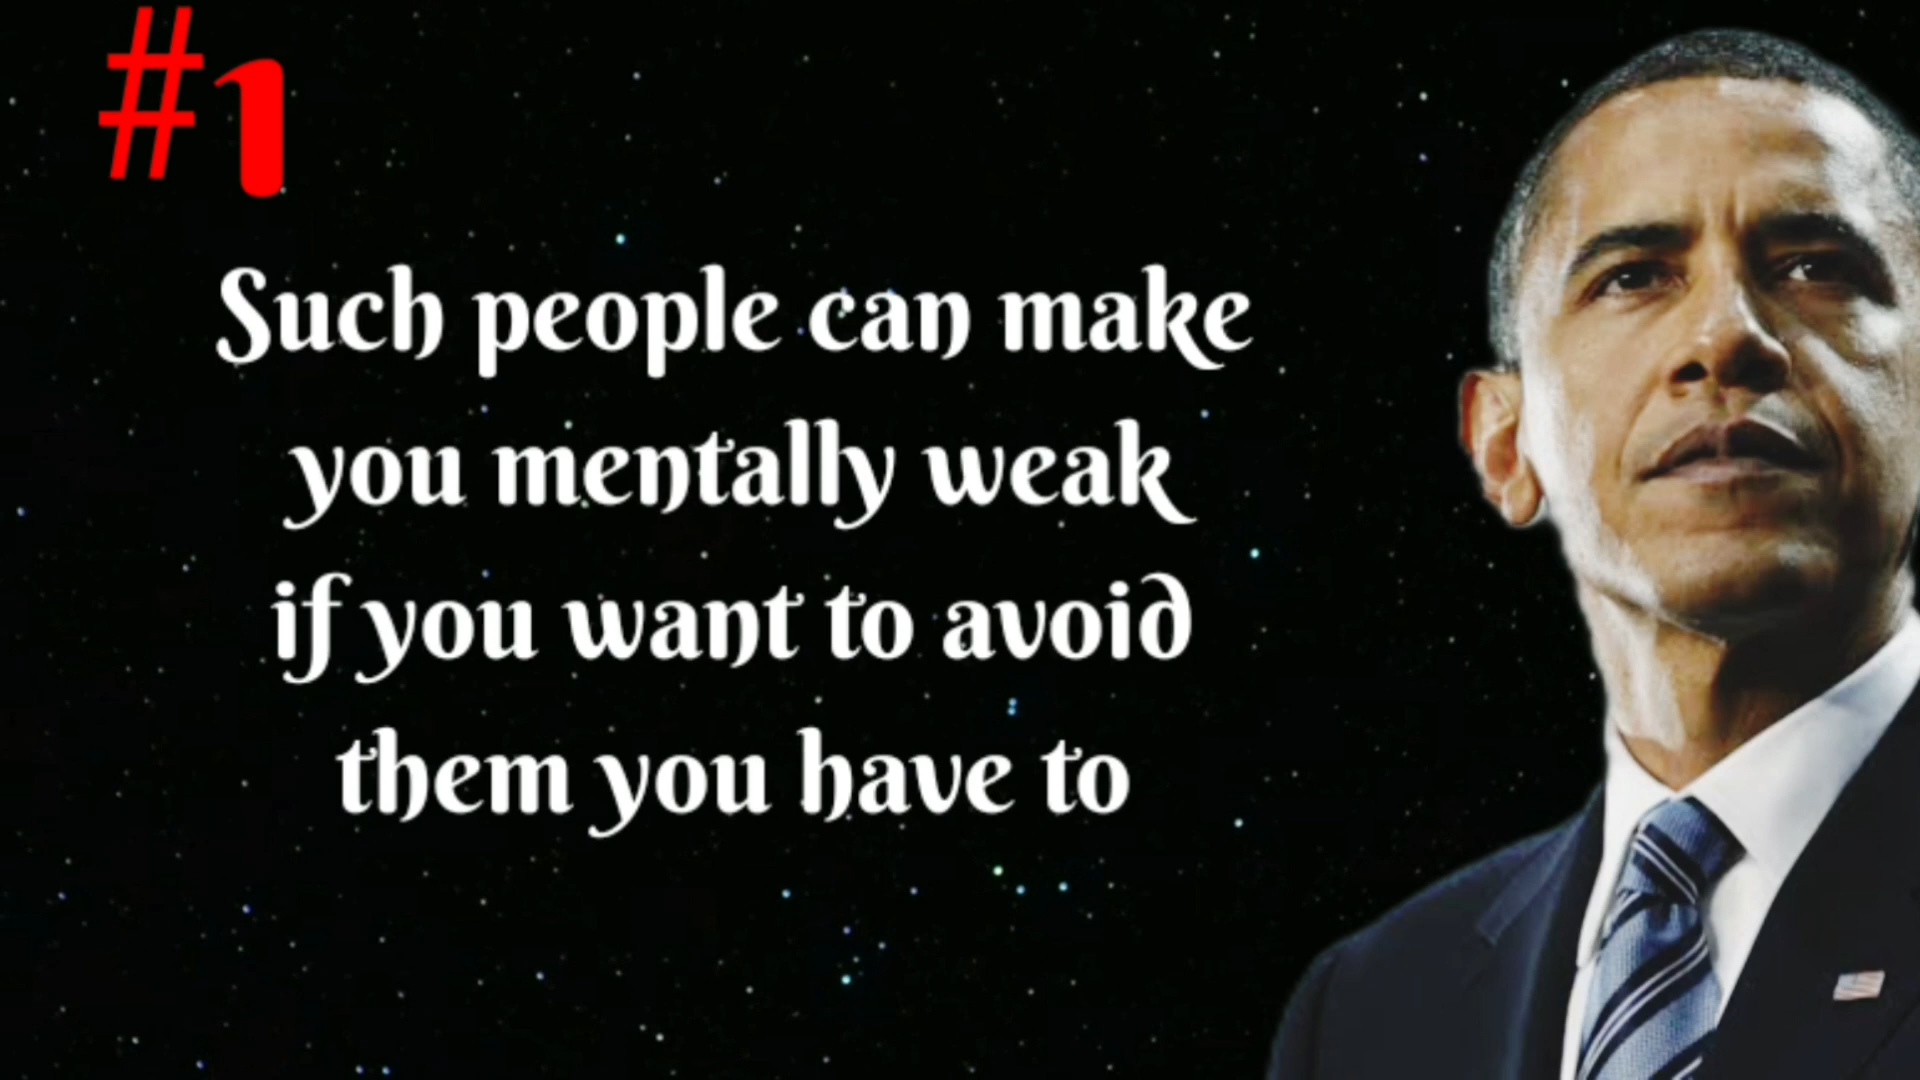 #1
Such people can make
you mentally weak
if you want to avoid
them you have to